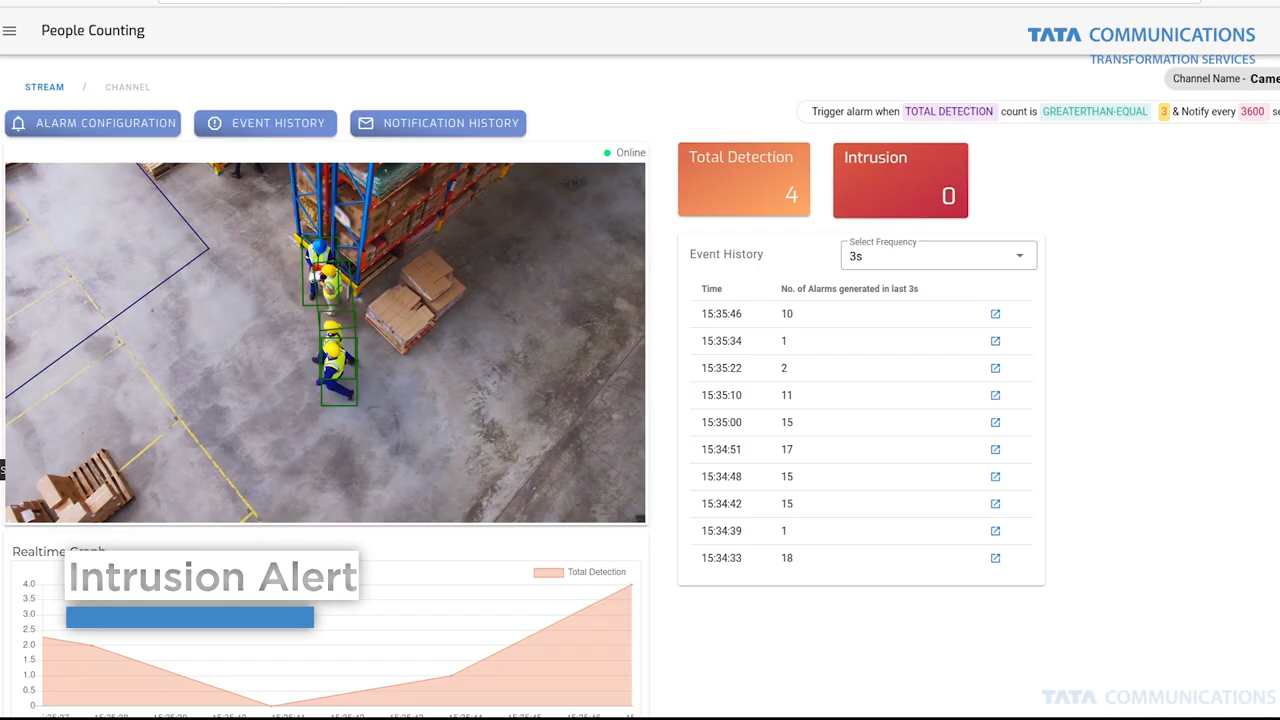 People Counting
TATA COMMUNICATIONS
TRANSFORMATION SERVICES
STREAM / CHANNEL
Channel Name - Came
ALARM CONFIGURATION
EVENT HISTORY
NOTIFICATION HISTORY
Trigger alarm when TOTAL DETECTION count is GREATERTHAN-EQUAL 3 & Notify every 3600 se
Online
Total Detection
4
Intrusion
0
Event History
Select Frequency
3s
Time No. of Alarms generated in last 3s
15:35:46 10
15:35:34 1
15:35:22 2
15:35:10 11
15:35:00 15
15:34:51 17
15:34:48 15
15:34:42 15
15:34:39 1
15:34:33 18
Realtime Graph
Intrusion Alert
Total Detection
4.0
3.5
3.0
2.5
2.0
1.5
1.0
0.5
0
TATA COMMUNICATIONS